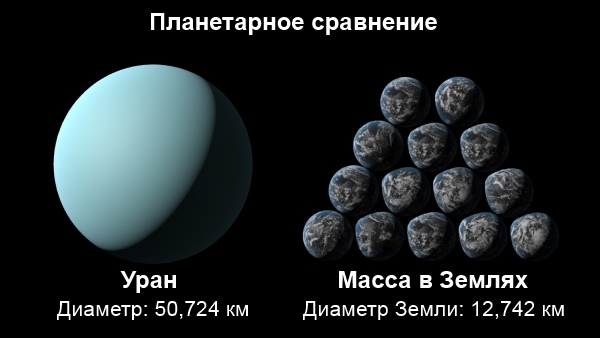 Планетарное сравнение
Уран
Диаметр: 50,724 км
Масса в Землях
Диаметр Земли: 12,742 км